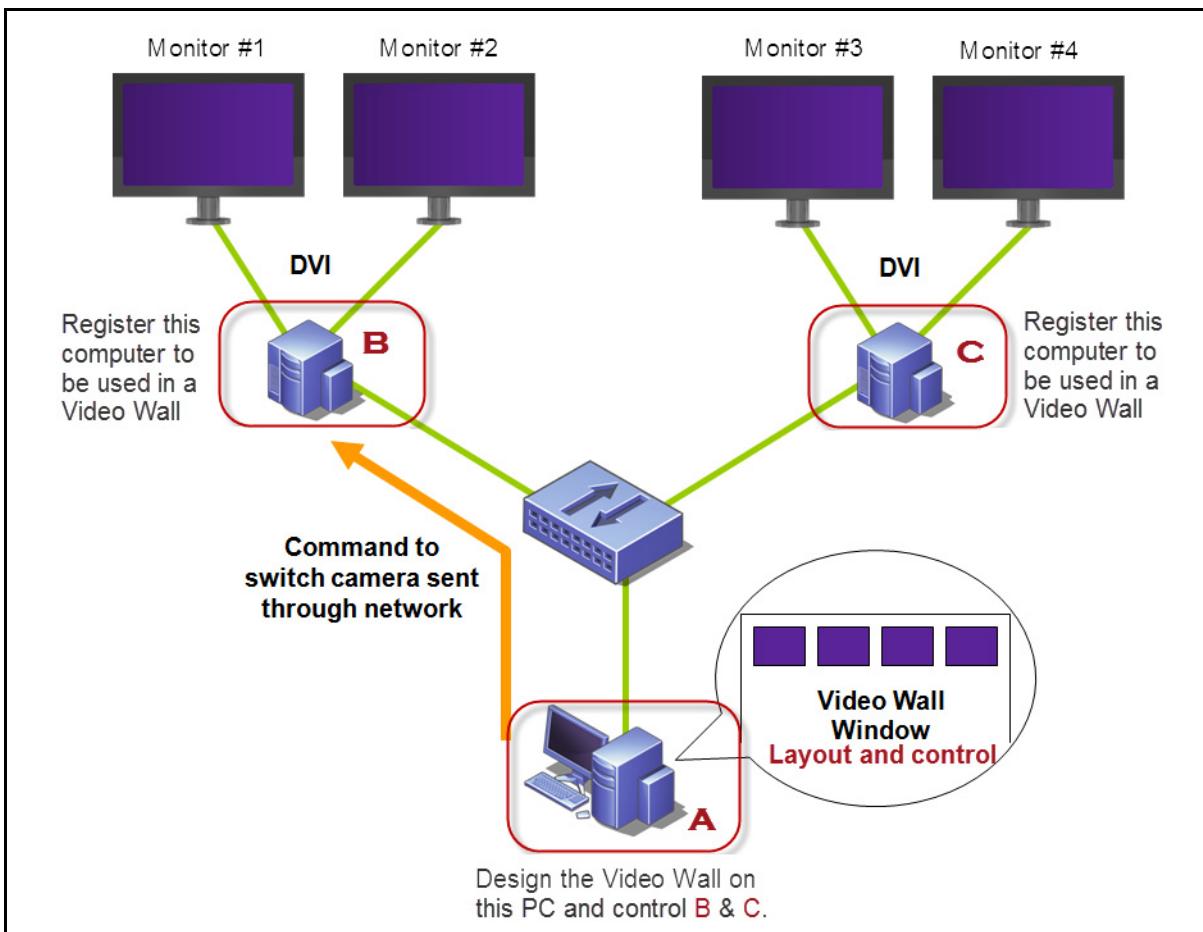 Monitor #1
Monitor #2
Monitor #3
Monitor #4
DVI
DVI
Register this
computer to
be used in a
Video Wall
B
C
Register this
computer to
be used in a
Video Wall
Command to
switch camera sent
through network
Video Wall
Window
Layout and control
A
Design the Video Wall on
this PC and control B & C.